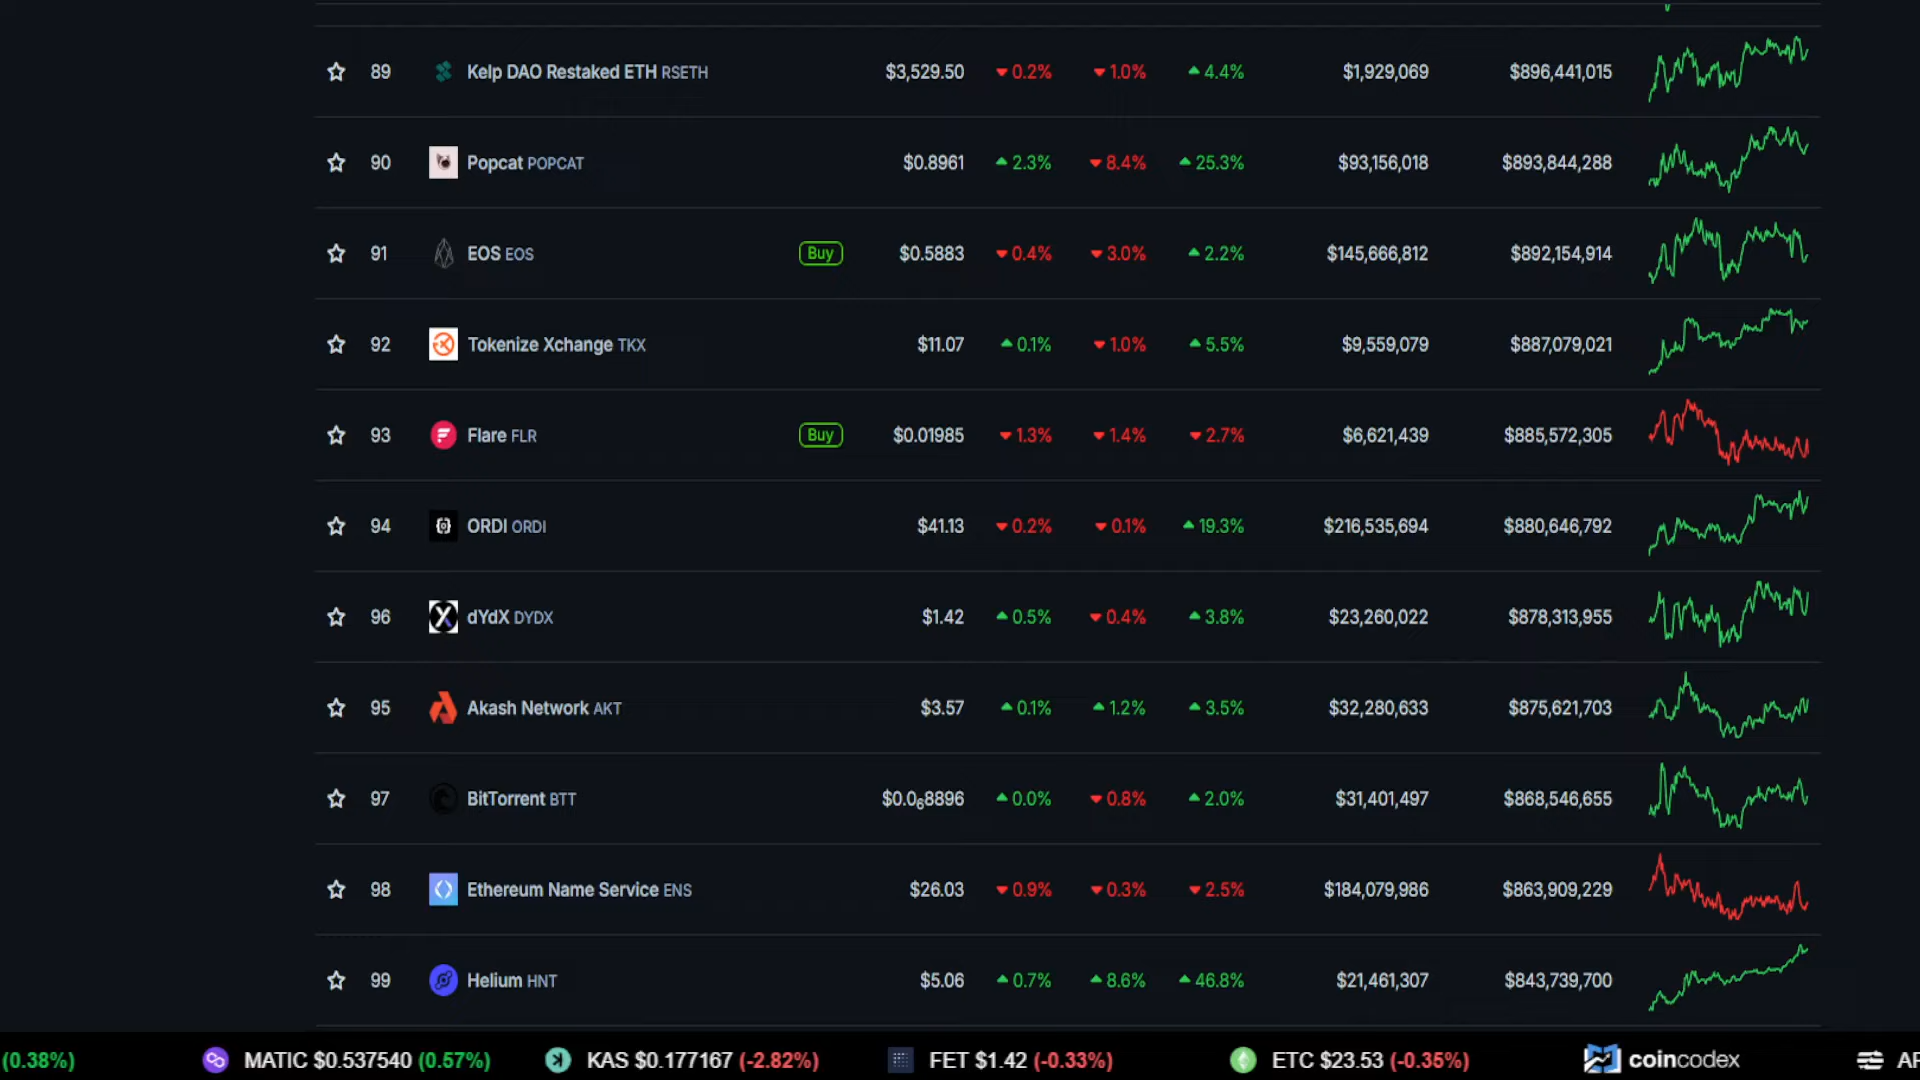 89 Kelp DAO Restaked ETH RSETH $3,529.50 0.2% 1.0% 4.4% $1,929,069 $896,441,015
90 Popcat POPCAT $0.8961 2.3% 8.4% 25.3% $93,156,018 $893,844,288
91 EOS EOS Buy $0.5883 0.4% 3.0% 2.2% $145,666,812 $892,154,914
92 Tokenize Xchange TKX $11.07 0.1% 1.0% 5.5% $9,559,079 $887,079,021
93 Flare FLR Buy $0.01985 1.3% 1.4% 2.7% $6,621,439 $885,572,305
94 ORDI ORDI $41.13 0.2% 0.1% 19.3% $216,535,694 $880,646,792
96 dYdX DYDX $1.42 0.5% 0.4% 3.8% $23,260,022 $878,313,955
95 Akash Network AKT $3.57 0.1% 1.2% 3.5% $32,280,633 $875,621,703
97 BitTorrent BTT $0.0₆8896 0.0% 0.8% 2.0% $31,401,497 $868,546,655
98 Ethereum Name Service ENS $26.03 0.9% 0.3% 2.5% $184,079,986 $863,909,229
99 Helium HNT $5.06 0.7% 8.6% 46.8% $21,461,307 $843,739,700
(0.38%) MATIC $0.537540 (0.57%) KAS $0.177167 (-2.82%) FET $1.42 (-0.33%) ETC $23.53 (-0.35%) coincodex